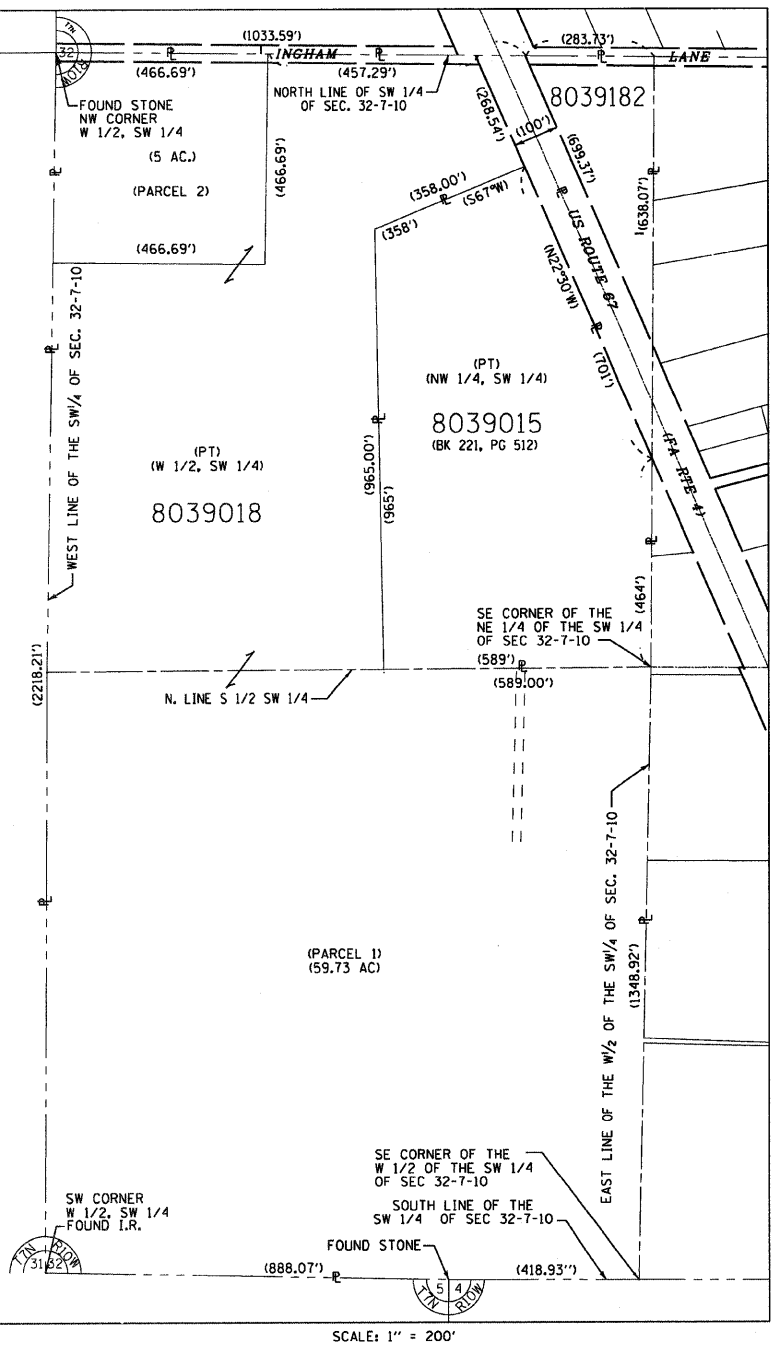 (1033.59')
(283.73')
T7N
32
R10W
INGHAM
LANE
(466.69')
(457.29')
FOUND STONE
NW CORNER
W 1/2, SW 1/4
NORTH LINE OF SW 1/4
OF SEC. 32-7-10
8039182
(268.54')
(100')
(699.37')
(5 AC.)
(PARCEL 2)
(466.69')
(466.69')
(358.00')
(S67°W)
(358')
(638.07')
US ROUTE 67
(N22°30'W)
(701')
(FA RTE 4)
WEST LINE OF THE SW1/4 OF SEC. 32-7-10
(PT)
(NW 1/4, SW 1/4)
8039015
(BK 221, PG 512)
(PT)
(W 1/2, SW 1/4)
8039018
(965.00')
(965')
SE CORNER OF THE
NE 1/4 OF THE SW 1/4
OF SEC 32-7-10
(464')
(2218.21')
(589')
(589.00')
N. LINE S 1/2 SW 1/4
EAST LINE OF THE W1/2 OF THE SW1/4 OF SEC. 32-7-10
(PARCEL 1)
(59.73 AC)
(1348.92')
SE CORNER OF THE
W 1/2 OF THE SW 1/4
OF SEC 32-7-10
SW CORNER
W 1/2, SW 1/4
FOUND I.R.
SOUTH LINE OF THE
SW 1/4 OF SEC 32-7-10
FOUND STONE
T7N
R10W
31
32
(888.07')
(418.93'')
5
4
T7N
R10W
SCALE: 1'' = 200'